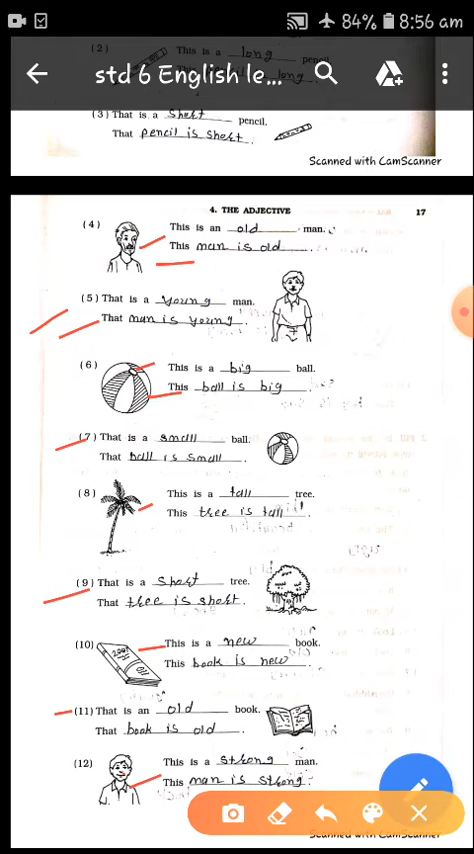 84% 8:56 am
(2) This is a long pencil
long
std 6 English le...
(3) That is a short pencil.
That pencil is short.
Scanned with CamScanner
4. THE ADJECTIVE 17
(4) This is an old man.
This man is old.
(5) That is a young man.
That man is young.
(6) This is a big ball.
This ball is big.
(7) That is a small ball.
That ball is small.
(8) This is a tall tree.
This tree is tall.
(9) That is a short tree.
That tree is short.
(10) This is a new book.
This book is new.
(11) That is an old book.
That book is old.
(12) This is a strong man.
This man is strong.
Scanned with CamScanner